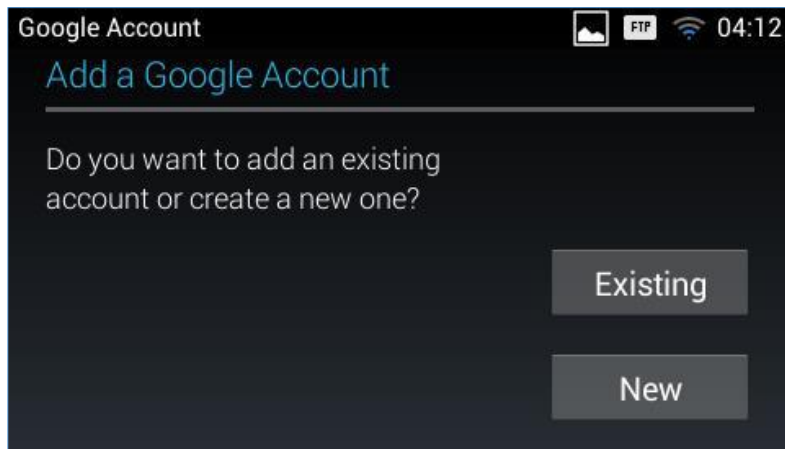 Google Account FTP 04:12
Add a Google Account
Do you want to add an existing
account or create a new one?
Existing
New